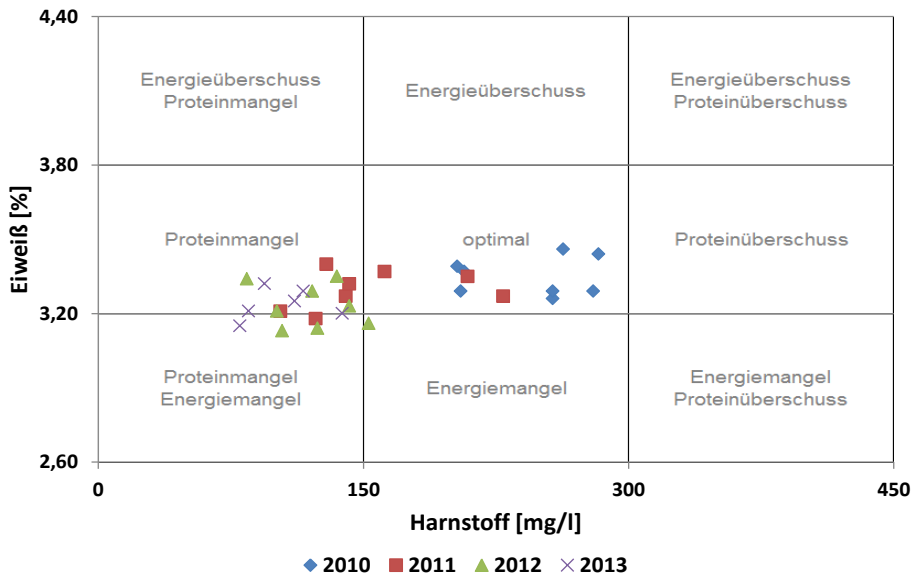 4,40
Energieüberschuss
Proteinmangel
Energieüberschuss
Energieüberschuss
Proteinüberschuss
3,80
Eiweiß [%]
Proteinmangel
optimal
Proteinüberschuss
3,20
Proteinmangel
Energiemangel
Energiemangel
Energiemangel
Proteinüberschuss
2,60
0
150
300
450
Harnstoff [mg/l]
2010
2011
2012
2013